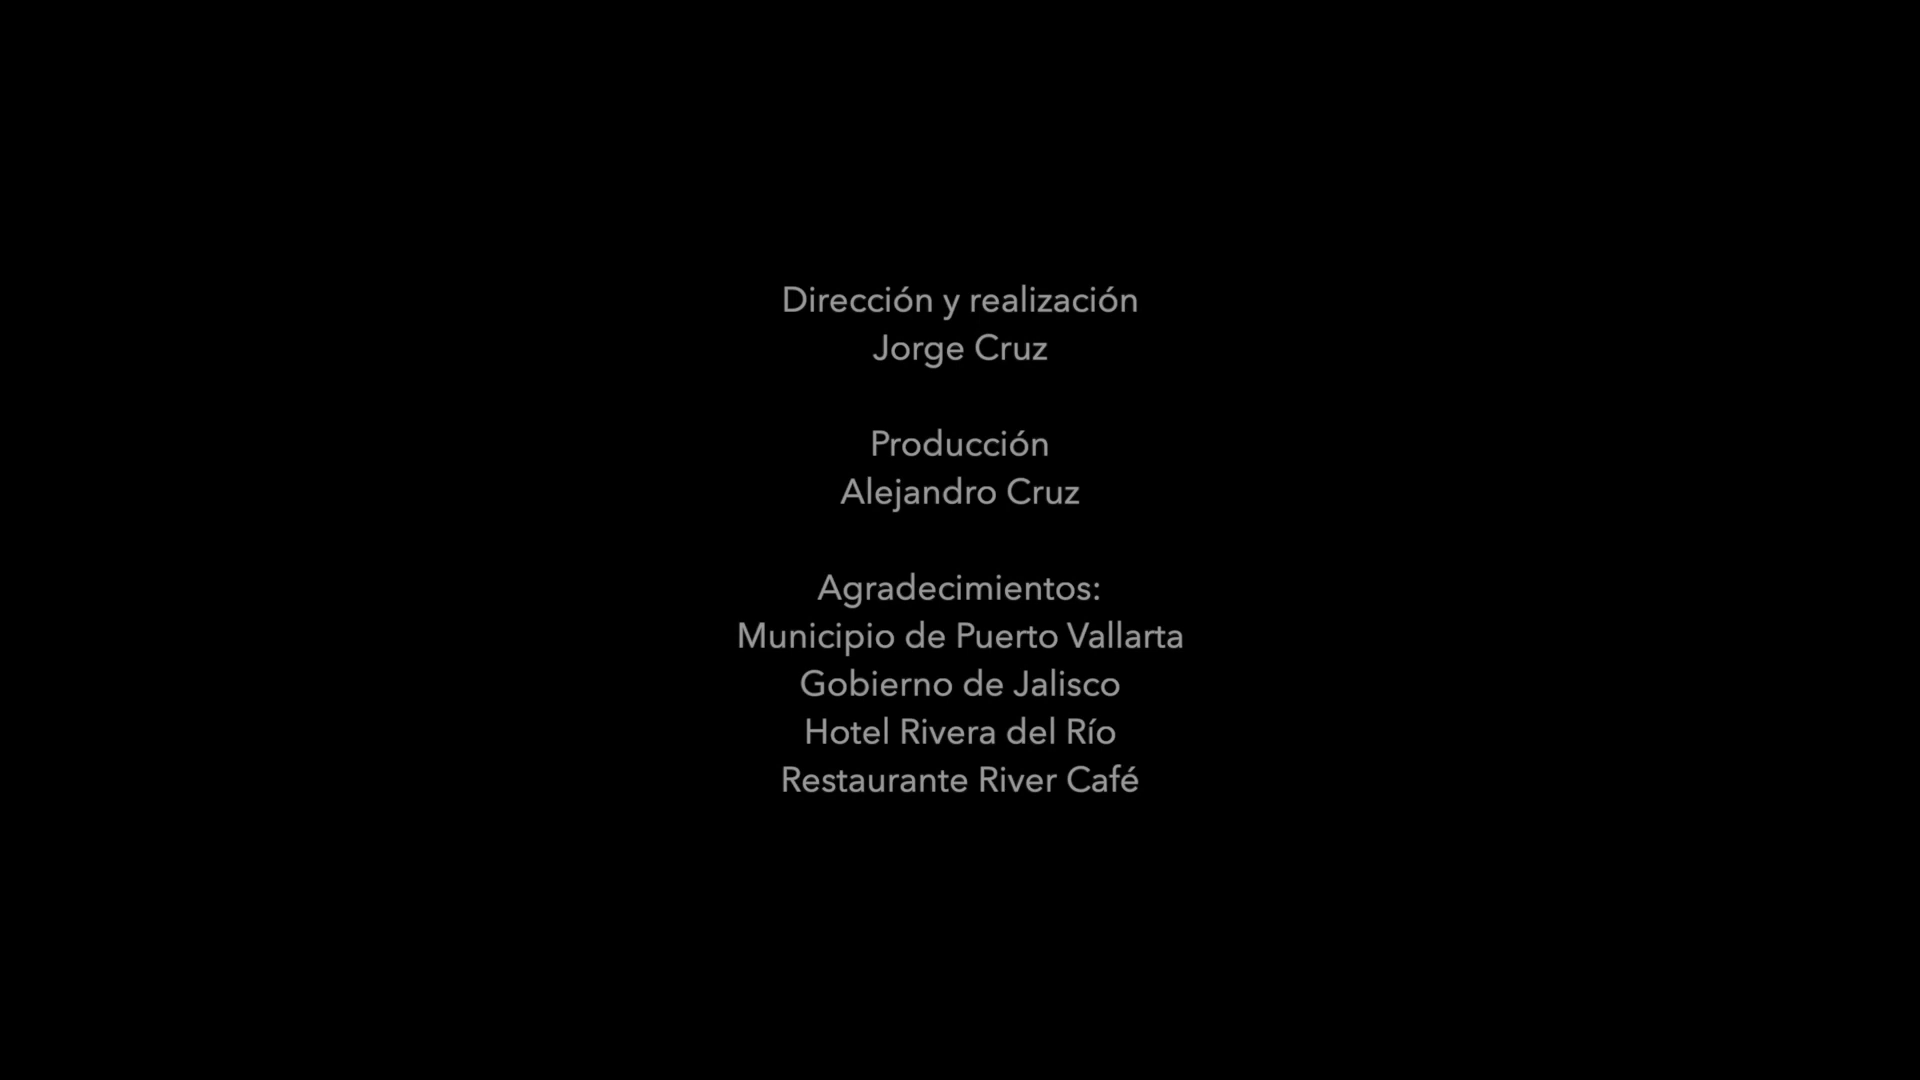 Dirección y realización
Jorge Cruz
Producción
Alejandro Cruz
Agradecimientos:
Municipio de Puerto Vallarta
Gobierno de Jalisco
Hotel Rivera del Río
Restaurante River Café